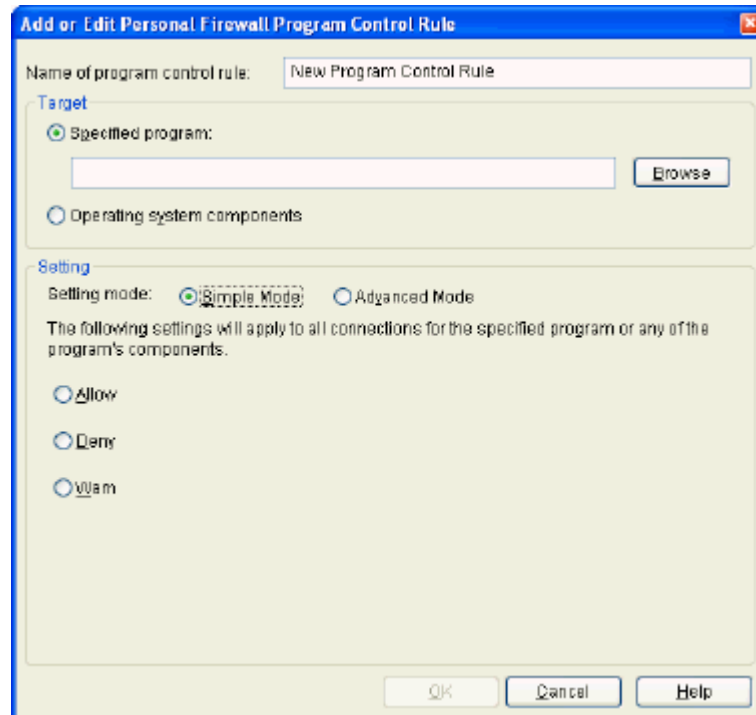 Add or Edit Personal Firewall Program Control Rule
Name of program control rule: New Program Control Rule
Target
Specified program:
Browse
Operating system components
Setting
Setting mode: Simple Mode Advanced Mode
The following settings will apply to all connections for the specified program or any of the
program's components.
Allow
Deny
Warn
OK Cancel Help